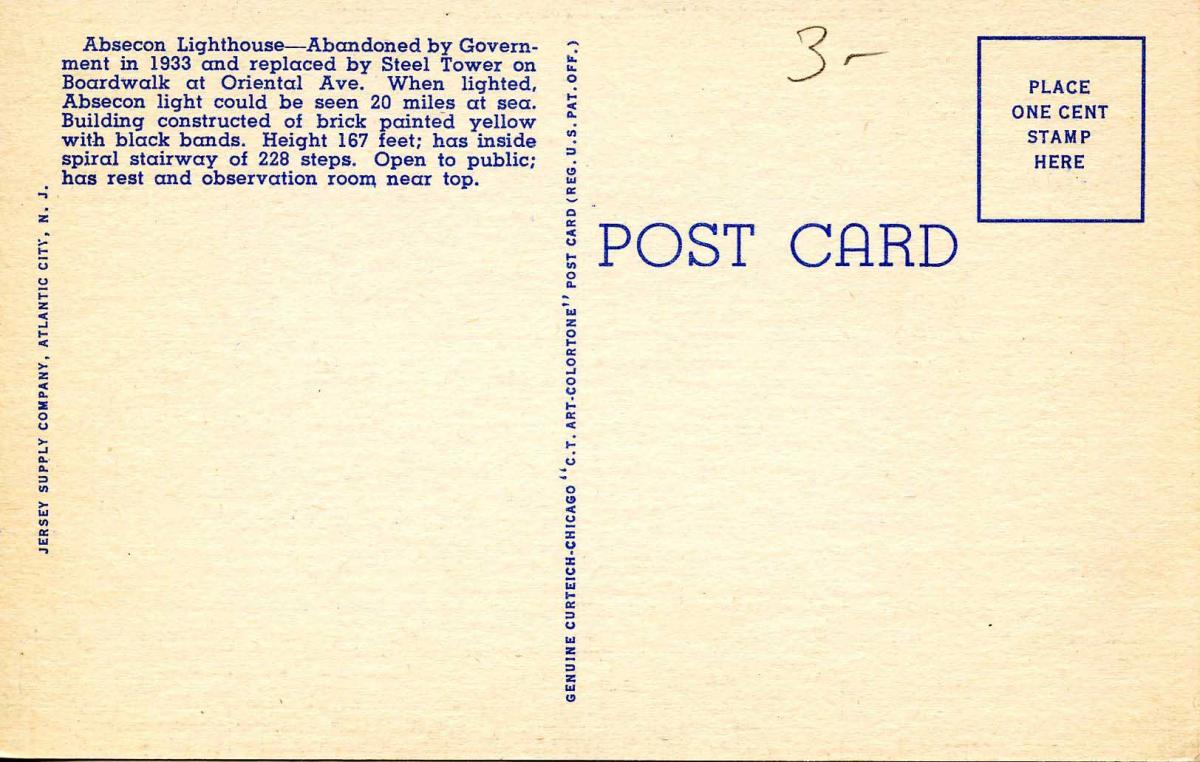 Absecon Lighthouse—Abandoned by Govern-
ment in 1933 and replaced by Steel Tower on
Boardwalk at Oriental Ave. When lighted,
Absecon light could be seen 20 miles at sea.
Building constructed of brick painted yellow
with black bands. Height 167 feet; has inside
spiral stairway of 228 steps. Open to public;
has rest and observation room near top.
JERSEY SUPPLY COMPANY, ATLANTIC CITY, N. J.
GENUINE CURTEICH-CHICAGO "C.T. ART-COLORTONE" POST CARD (REG. U.S. PAT. OFF.)
3-
PLACE
ONE CENT
STAMP
HERE
POST CARD